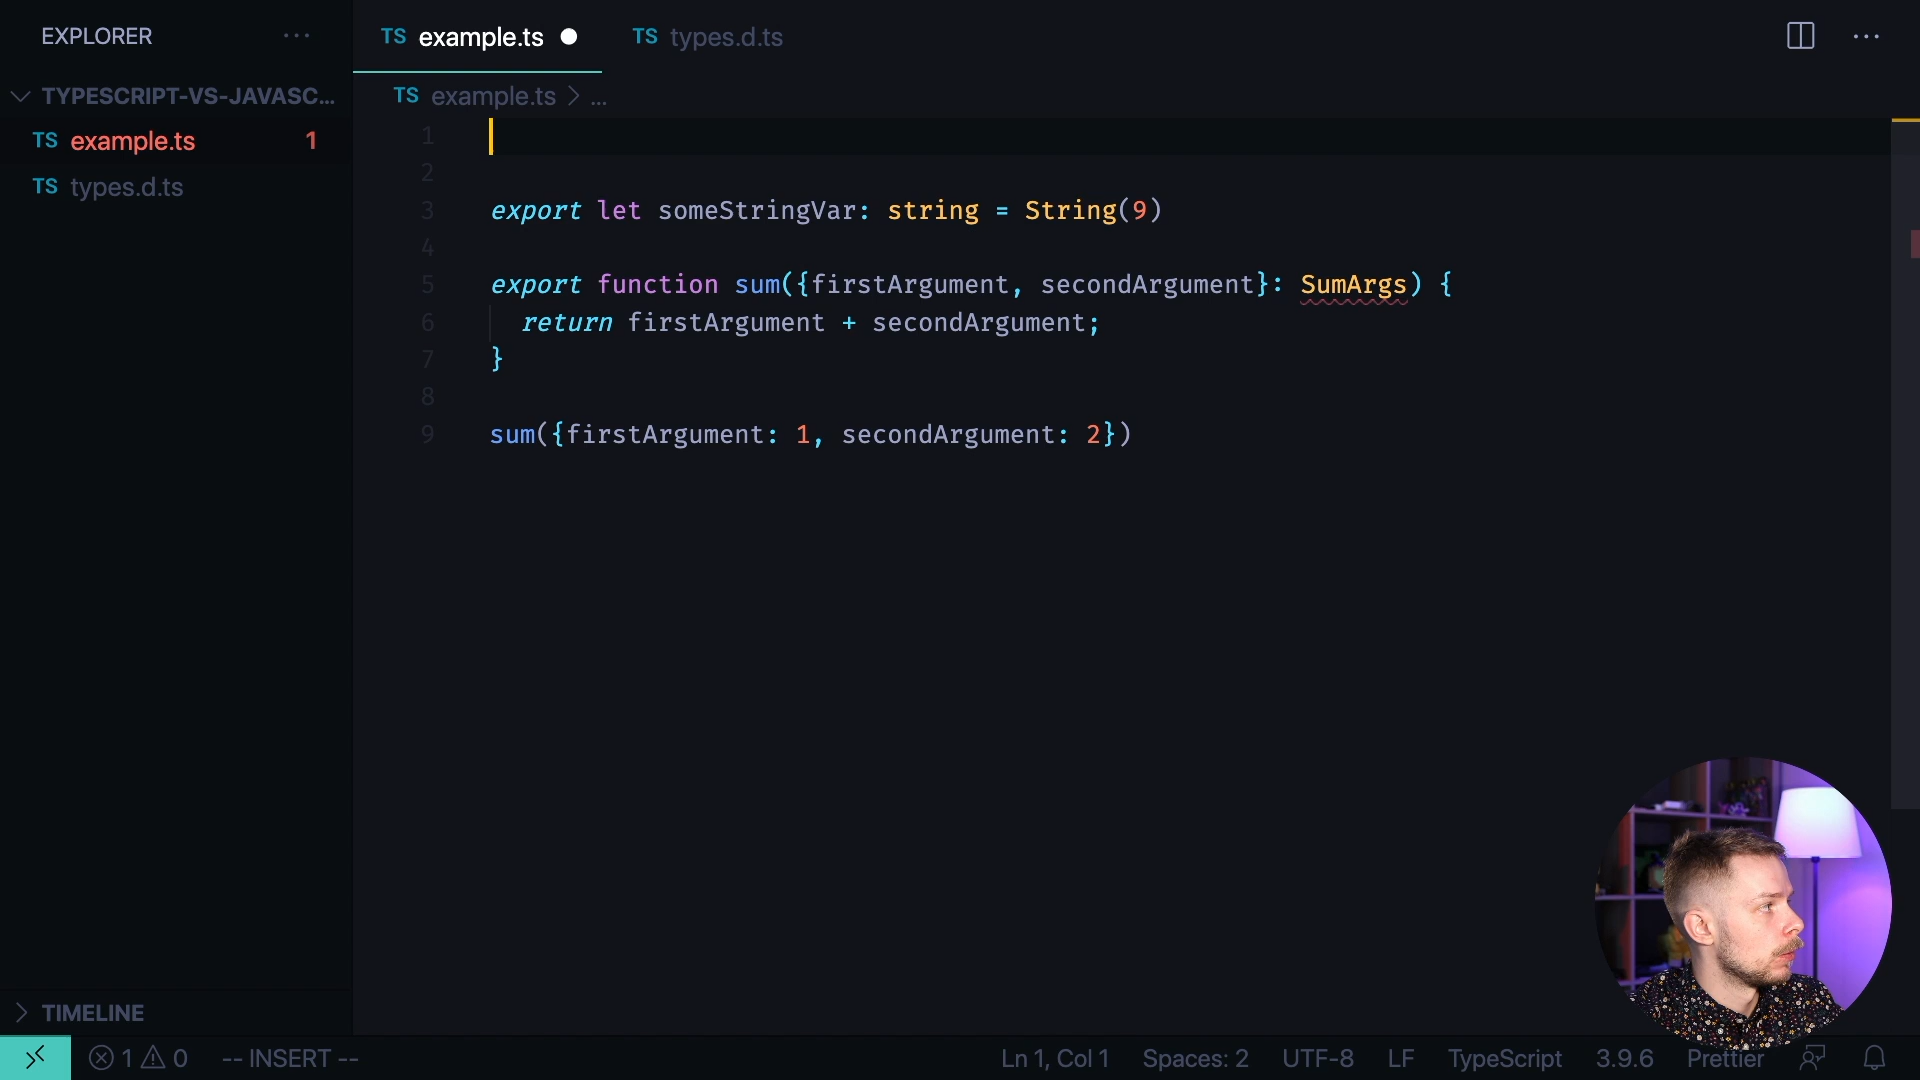 EXPLORER ...
TS example.ts TS types.d.ts ...
TYPESCRIPT-VS-JAVASC...
TS example.ts 1
TS types.d.ts
TS example.ts > ...
1
2
3 export let someStringVar: string = String(9)
4
5 export function sum({firstArgument, secondArgument}: SumArgs) {
6 return firstArgument + secondArgument;
7 }
8
9 sum({firstArgument: 1, secondArgument: 2})
TIMELINE
1 0 -- INSERT -- Ln 1, Col 1 Spaces: 2 UTF-8 LF TypeScript 3.9.6 Prettier